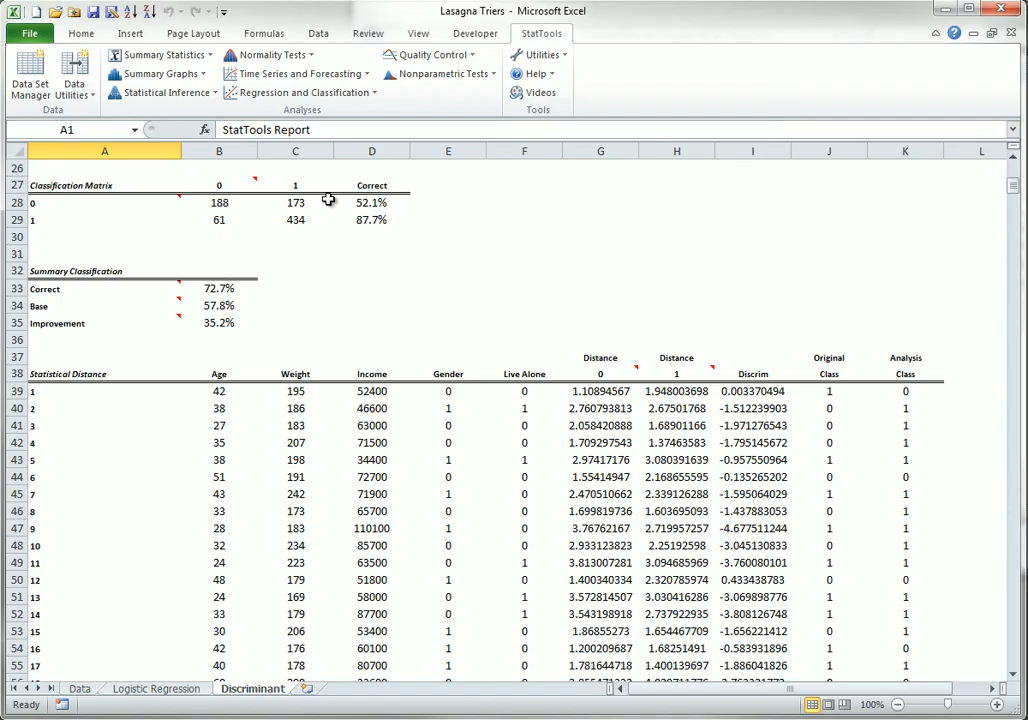 Lasagna Triers - Microsoft Excel
File Home Insert Page Layout Formulas Data Review View Developer StatTools
Summary Statistics Normality Tests Quality Control Utilities
Summary Graphs Time Series and Forecasting Nonparametric Tests Help
Data Set Manager Data Utilities Statistical Inference Regression and Classification Videos
Data Analyses Tools
A1 fx StatTools Report
A B C D E F G H I J K L
26
27 Classification Matrix 0 1 Correct
28 0 188 173 52.1%
29 1 61 434 87.7%
30
31
32 Summary Classification
33 Correct 72.7%
34 Base 57.8%
35 Improvement 35.2%
36
37 Distance Distance Original Analysis
38 Statistical Distance Age Weight Income Gender Live Alone 0 1 Discrim Class Class
39 1 42 195 52400 0 0 1.10894567 1.948003698 0.003370494 1 0
40 2 38 186 46600 1 1 2.760793813 2.67501768 -1.512239903 0 1
41 3 27 183 63000 0 0 2.058420888 1.68901166 -1.971276543 0 1
42 4 35 207 71500 0 0 1.709297543 1.37463583 -1.795145672 0 1
43 5 38 198 34400 1 1 2.97417176 3.080391639 -0.957550964 1 1
44 6 51 191 72700 0 0 1.55414947 2.168655595 -0.135265202 0 0
45 7 43 242 71900 1 0 2.470510662 2.339126288 -1.595064029 0 1
46 8 33 173 65700 0 0 1.699819736 1.603695093 -1.437883053 0 1
47 9 28 183 110100 1 0 3.76762167 2.719957257 -4.677511244 1 1
48 10 32 234 85700 0 0 2.933123823 2.25192598 -3.045130833 0 1
49 11 24 223 63500 0 1 3.813007281 3.094685969 -3.760080101 1 1
50 12 48 179 51800 1 0 1.400340334 2.320785974 0.433438783 0 0
51 13 24 169 58000 0 1 3.572814507 3.030416286 -3.069898776 0 1
52 14 33 179 87700 0 1 3.543198918 2.737922935 -3.808126748 0 1
53 15 30 206 53400 1 0 1.86855273 1.654467709 -1.656221412 0 1
54 16 42 176 60100 1 0 1.200209687 1.68251491 -0.583931896 0 1
55 17 40 178 80700 1 0 1.781644718 1.400139697 -1.886041826 0 1
Data Logistic Regression Discriminant
Ready 100%